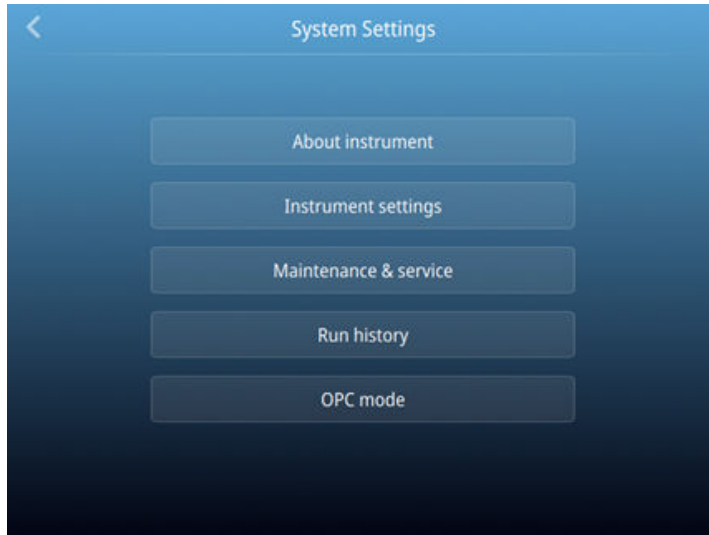 System Settings
About instrument
Instrument settings
Maintenance & service
Run history
OPC mode